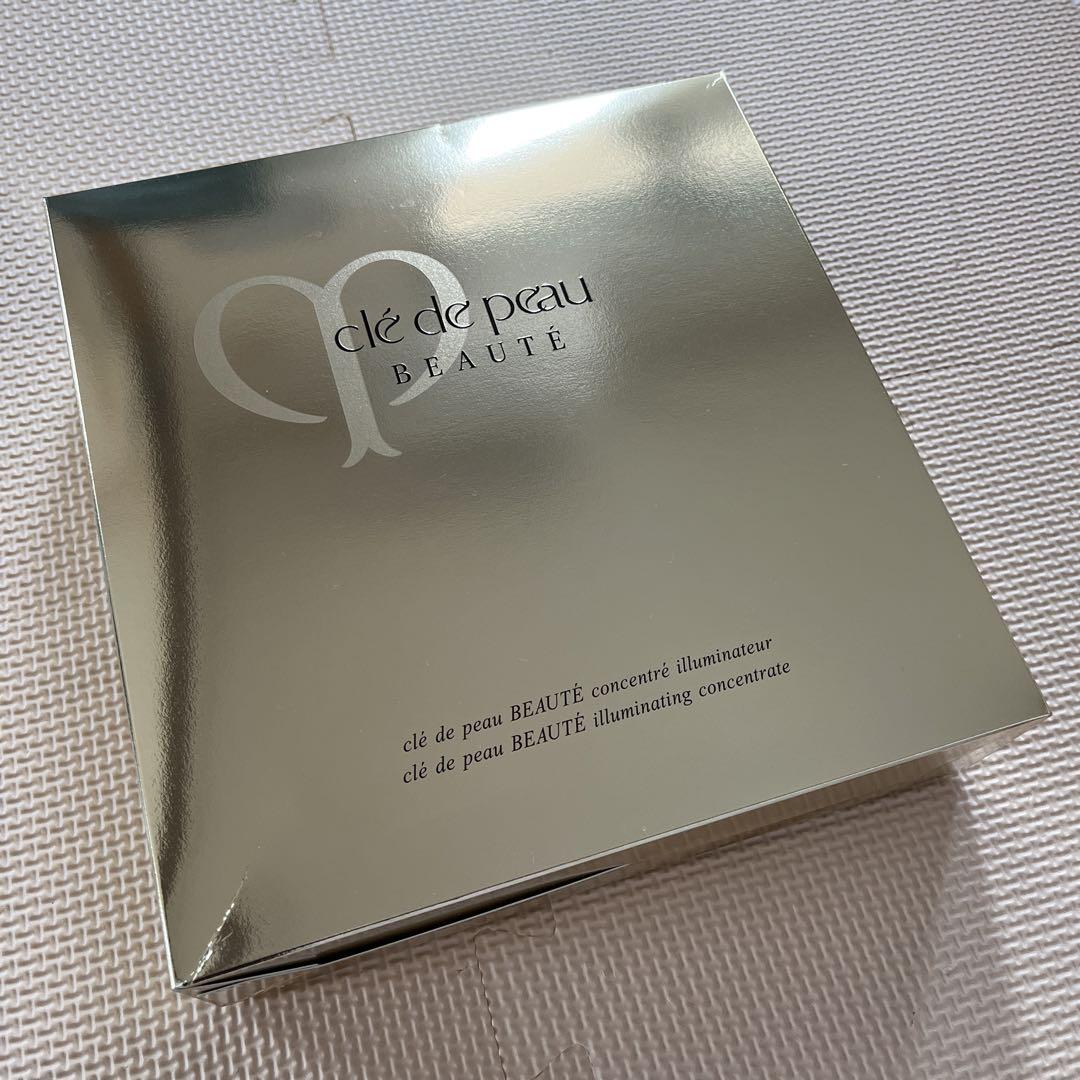 clé de peau
BEAUTÉ
clé de peau BEAUTÉ concentré illuminateur
clé de peau BEAUTÉ illuminating concentrate